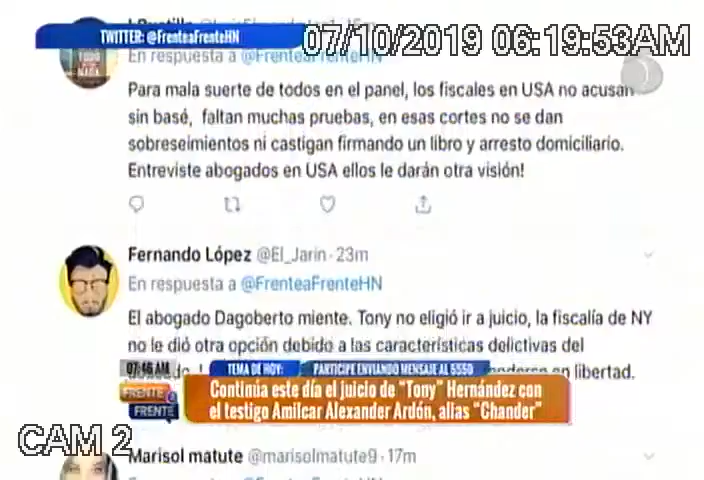 TWITTER: @FrenteaFrenteHN
07/10/2019 06:19:53AM
En respuesta a @FrenteaFrenteHN
Para mala suerte de todos en el panel, los fiscales en USA no acusan
sin basé, faltan muchas pruebas, en esas cortes no se dan
sobreseimientos ni castigan firmando un libro y arresto domiciliario.
Entreviste abogados en USA ellos le darán otra visión!
Fernando López @El_Jarin · 23m
En respuesta a @FrenteaFrenteHN
El abogado Dagoberto miente. Tony no eligió ir a juicio, la fiscalía de NY
no le dió otra opción debido a las características delictivas del
en libertad.
07:46 AM
TEMA DE HOY: PARTICIPE ENVIANDO MENSAJE AL 5550
FRENTE a
FRENTE
Continúa este día el juicio de "Tony" Hernández con
el testigo Amilcar Alexander Ardón, alias "Chander"
CAM 2
Marisol matute @marisolmatute9 · 17m